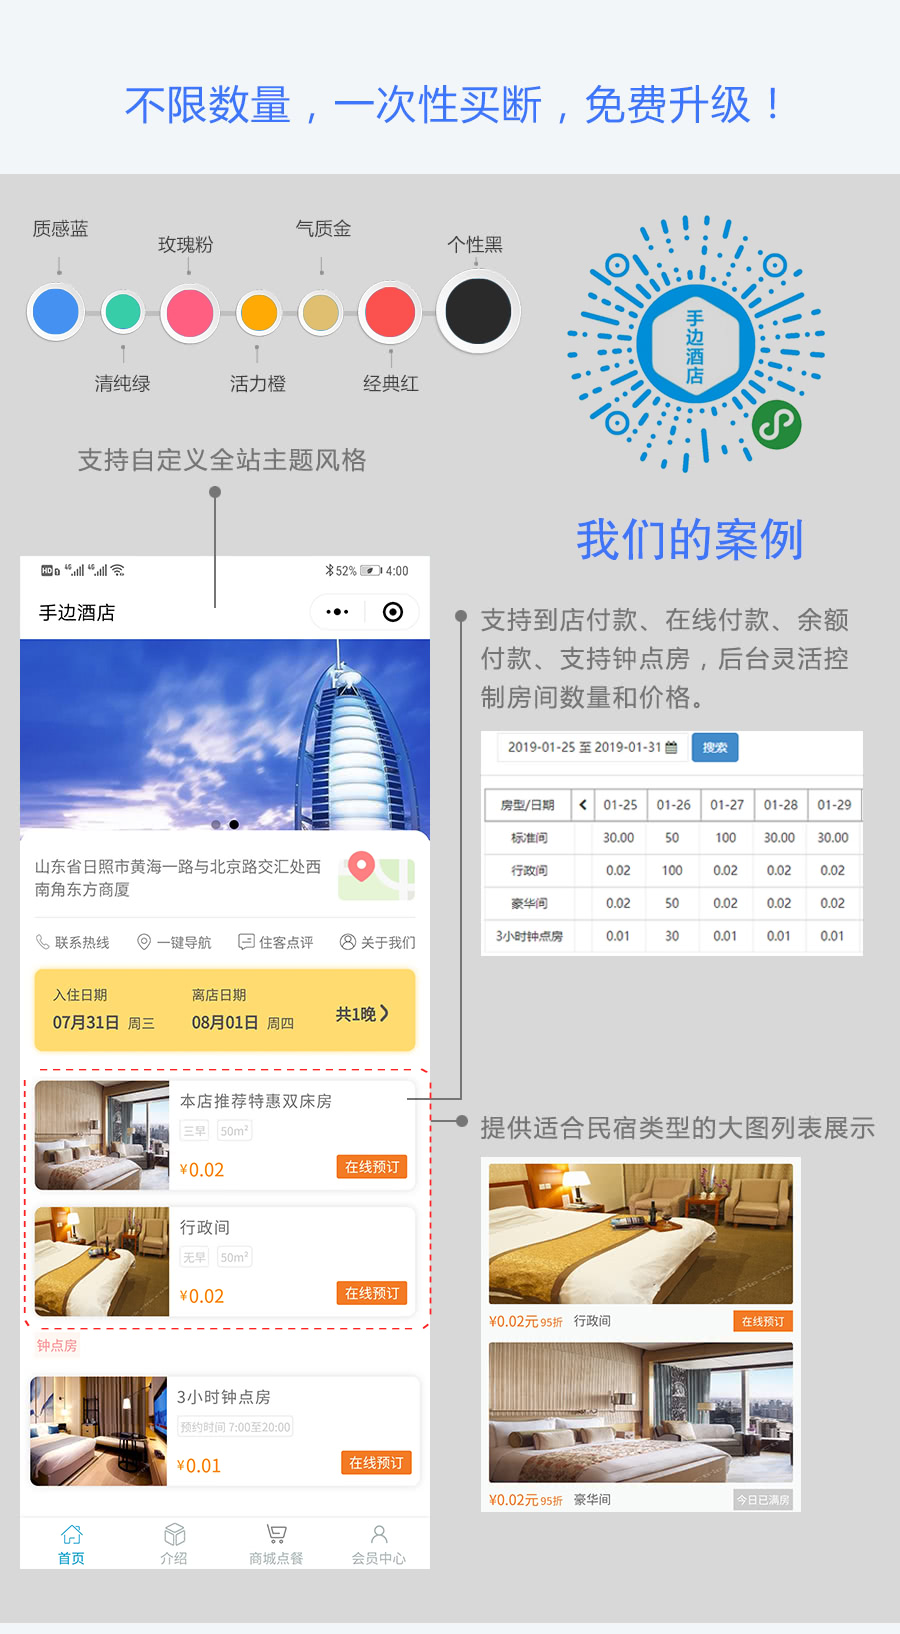 不限数量，一次性买断，免费升级！
质感蓝
玫瑰粉
气质金
个性黑
清纯绿
活力橙
经典红
手边酒店
支持自定义全站主题风格
我们的案例
HD 4G 4G 52% 4:00
手边酒店
支持到店付款、在线付款、余额
付款、支持钟点房，后台灵活控
制房间数量和价格。
2019-01-25 至 2019-01-31 搜索
房型/日期 < 01-25 01-26 01-27 01-28 01-29
标准间 30.00 50 100 30.00 30.00
行政间 0.02 100 0.02 0.02 0.02
豪华间 0.02 50 0.02 0.02 0.02
3小时钟点房 0.01 30 0.01 0.01 0.01
山东省日照市黄海一路与北京路交汇处西
南角东方商厦
联系热线 一键导航 住客点评 关于我们
入住日期 离店日期
07月31日 周三 08月01日 周四 共1晚
本店推荐特惠双床房
三早 50m²
¥0.02 在线预订
行政间
无早 50m²
¥0.02 在线预订
钟点房
3小时钟点房
预约时间 7:00至20:00
¥0.01 在线预订
首页 介绍 商城点餐 会员中心
提供适合民宿类型的大图列表展示
¥0.02元 95折 行政间 在线预订
¥0.02元 95折 豪华间 今日已满房